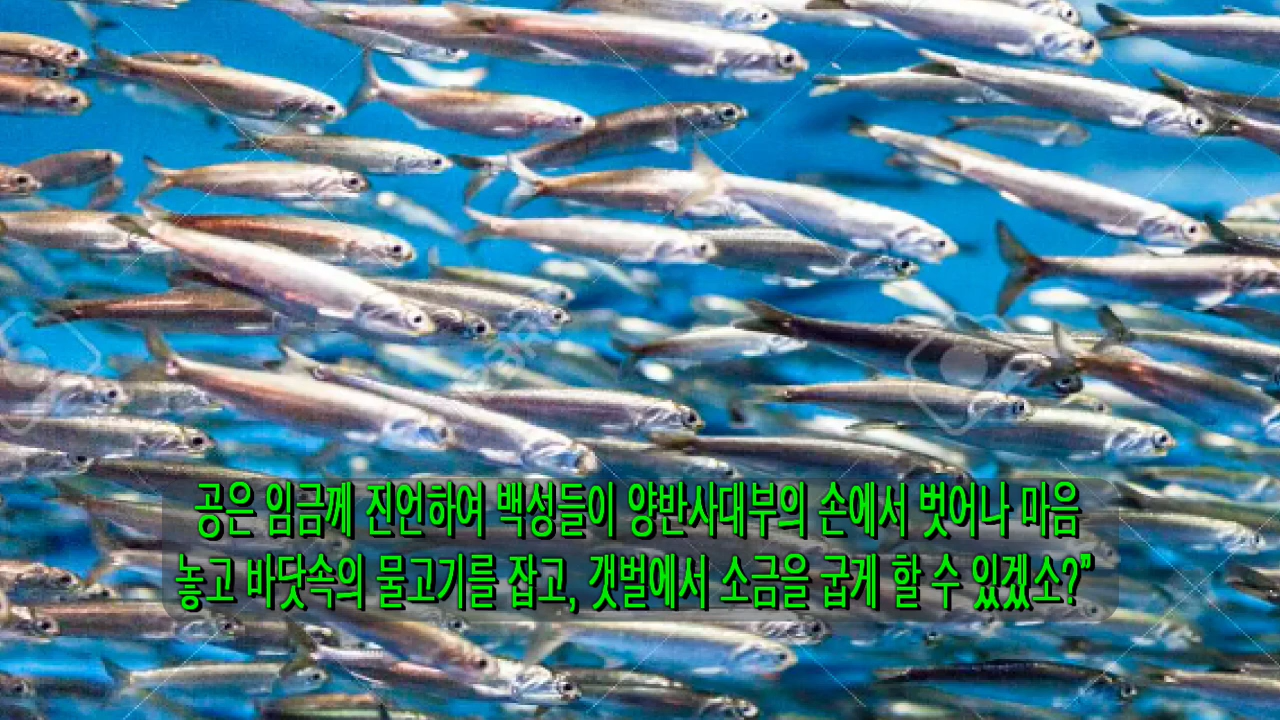 공은 임금께 진언하여 백성들이 양반사대부의 손에서 벗어나 마음
놓고 바닷속의 물고기를 잡고, 갯벌에서 소금을 굽게 할 수 있겠소?”